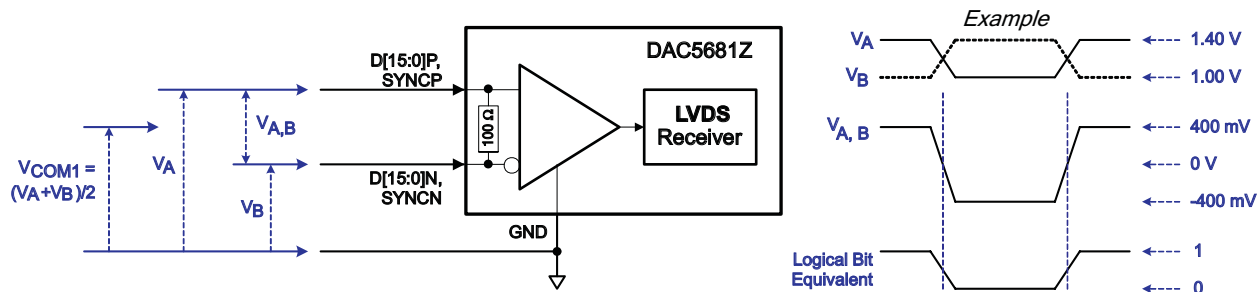 DAC5681Z
D[15:0]P,
SYNCP
100 Ω
LVDS
Receiver
D[15:0]N,
SYNCN
GND
VA,B
VA
VB
VCOM1 =
(VA+VB)/2
Example
VA
VB
1.40 V
1.00 V
VA, B
400 mV
0 V
-400 mV
Logical Bit
Equivalent
1
0